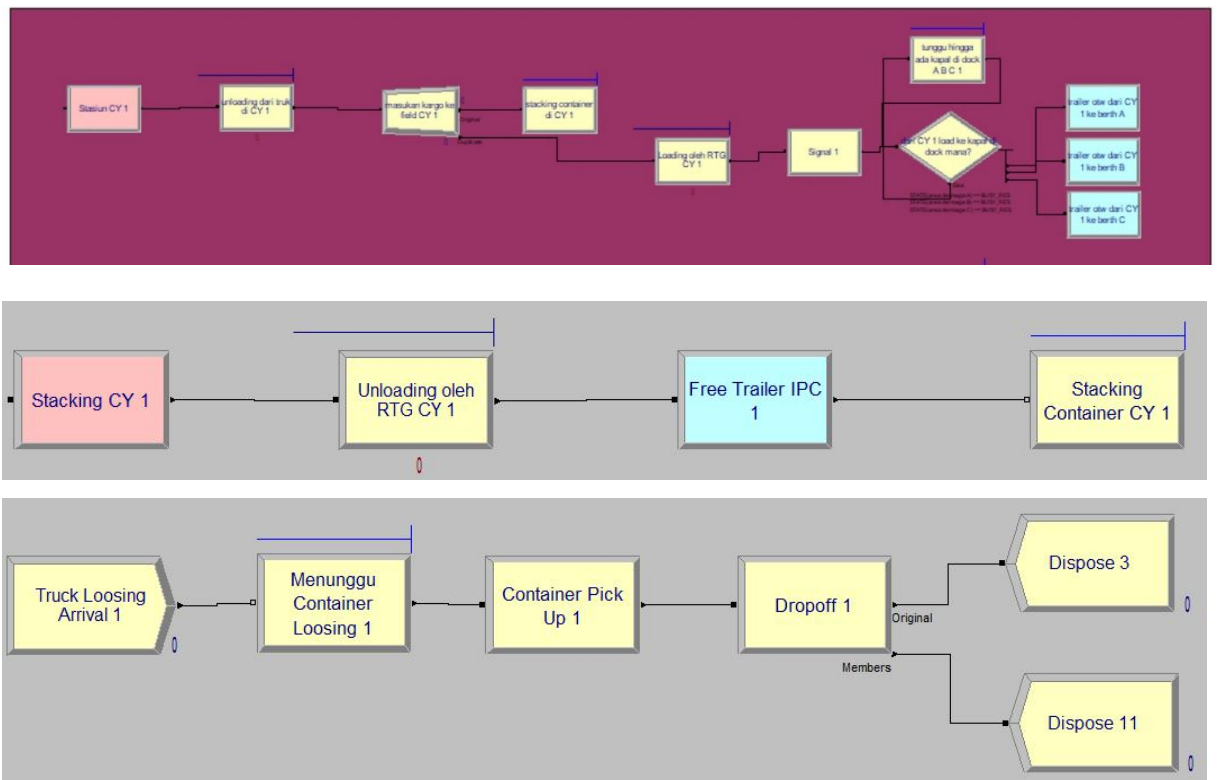 Stasiun CY 1
unloading dari truk
di CY 1
0
masukan kargo ke
field CY 1
0
Original
0
Duplicate
stacking container
di CY 1
Loading oleh RTG
CY 1
0
Signal 1
tunggu hingga
ada kapal di dock
A B C 1
dari CY 1 load ke kapal di
dock mana?
Else
trailer otw dari CY
1 ke berth A
trailer otw dari CY
1 ke berth B
trailer otw dari CY
1 ke berth C
Stacking CY 1
Unloading oleh
RTG CY 1
0
Free Trailer IPC
1
Stacking
Container CY 1
Truck Loosing
Arrival 1
0
Menunggu
Container
Loosing 1
Container Pick
Up 1
Dropoff 1
Original
Members
Dispose 3
0
Dispose 11
0